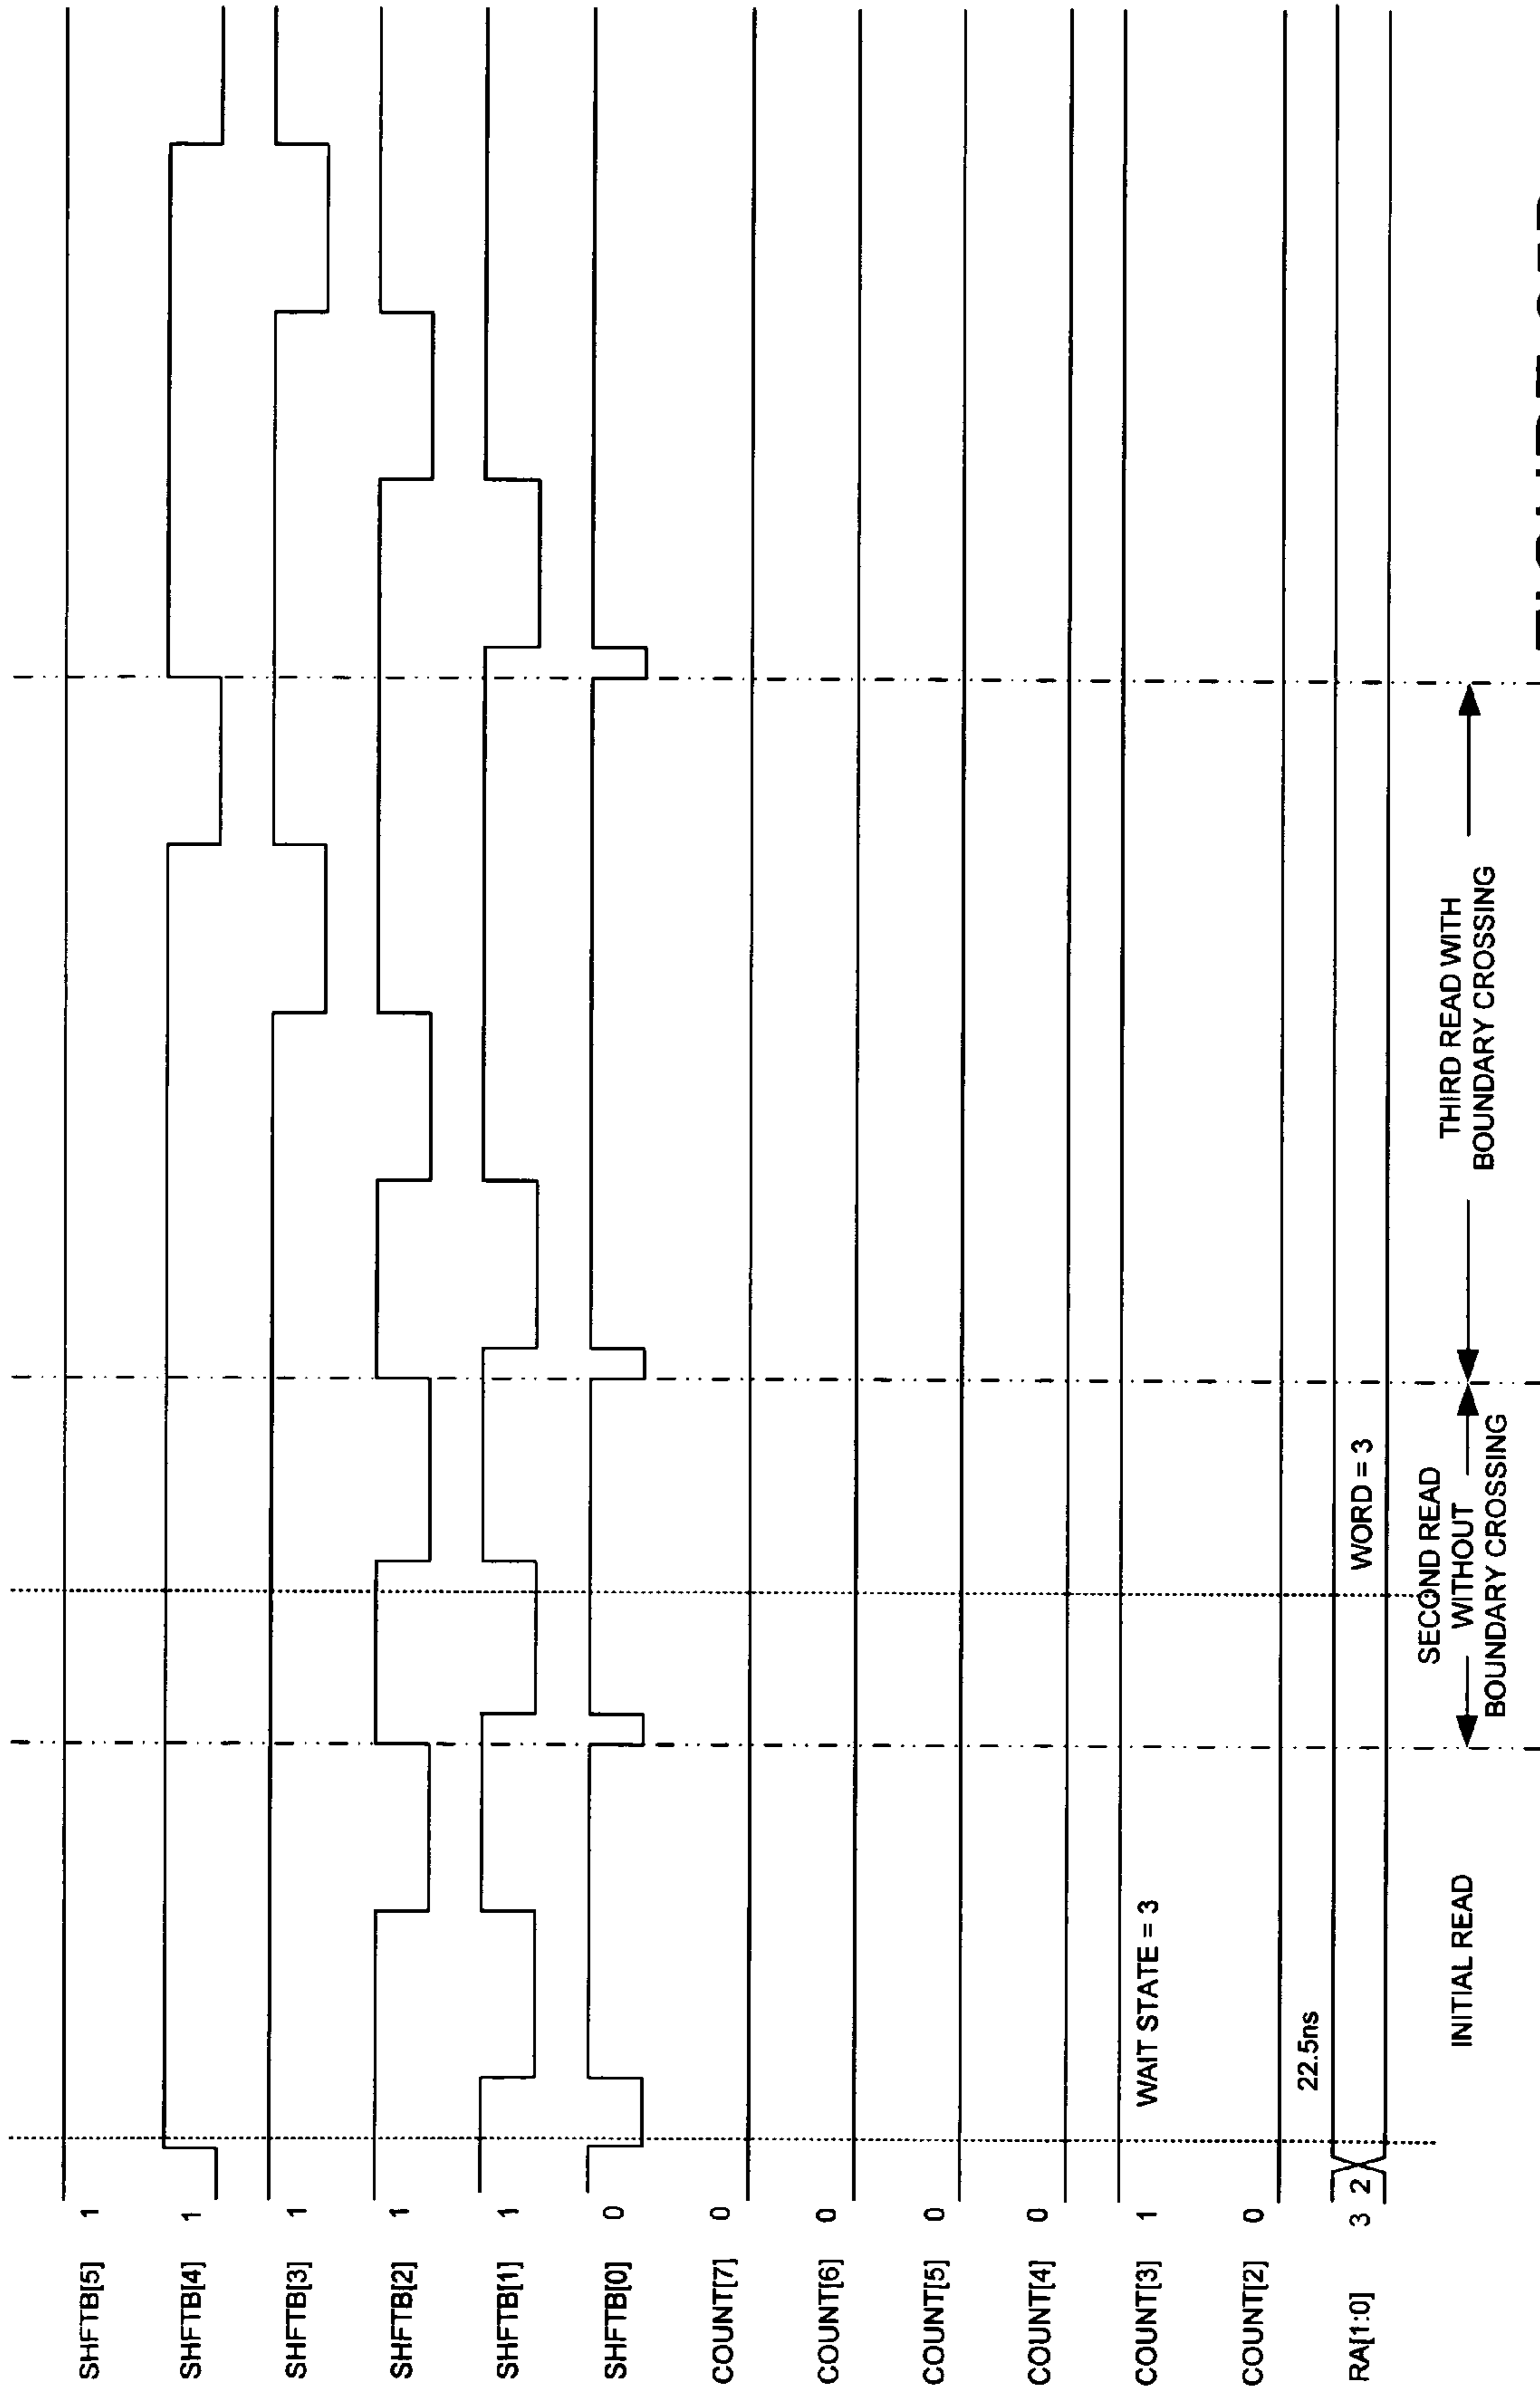 SHFTB[5] 1
SHFTB[4] 1
SHFTB[3] 1
SHFTB[2] 1
SHFTB[1] 1
SHFTB[0] 0
COUNT[7] 0
COUNT[6] 0
COUNT[5] 0
COUNT[4] 0
COUNT[3] 1
WAIT STATE = 3
COUNT[2] 0
22.5ns
RA[1:0] 3 2
WORD = 3
INITIAL READ
SECOND READ
WITHOUT
BOUNDARY CROSSING
THIRD READ WITH
BOUNDARY CROSSING